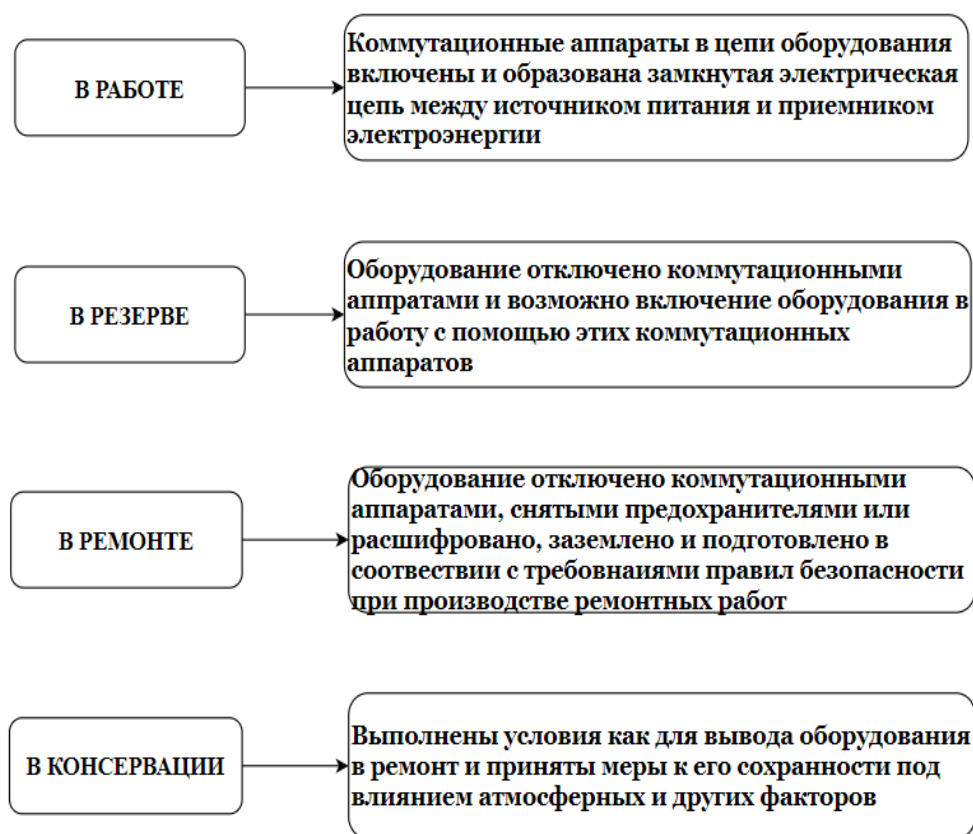 В РАБОТЕ
Коммутационные аппараты в цепи оборудования
включены и образована замкнутая электрическая
цепь между источником питания и приемником
электроэнергии
В РЕЗЕРВЕ
Оборудование отключено коммутационными
аппратами и возможно включение оборудования в
работу с помощью этих коммутационных
аппаратов
В РЕМОНТЕ
Оборудование отключено коммутационными
аппаратами, снятыми предохранителями или
расшифровано, заземлено и подготовлено в
соотвествии с требовнаиями правил безопасности
при производстве ремонтных работ
В КОНСЕРВАЦИИ
Выполнены условия как для вывода оборудования
в ремонт и приняты меры к его сохранности под
влиянием атмосферных и других факторов